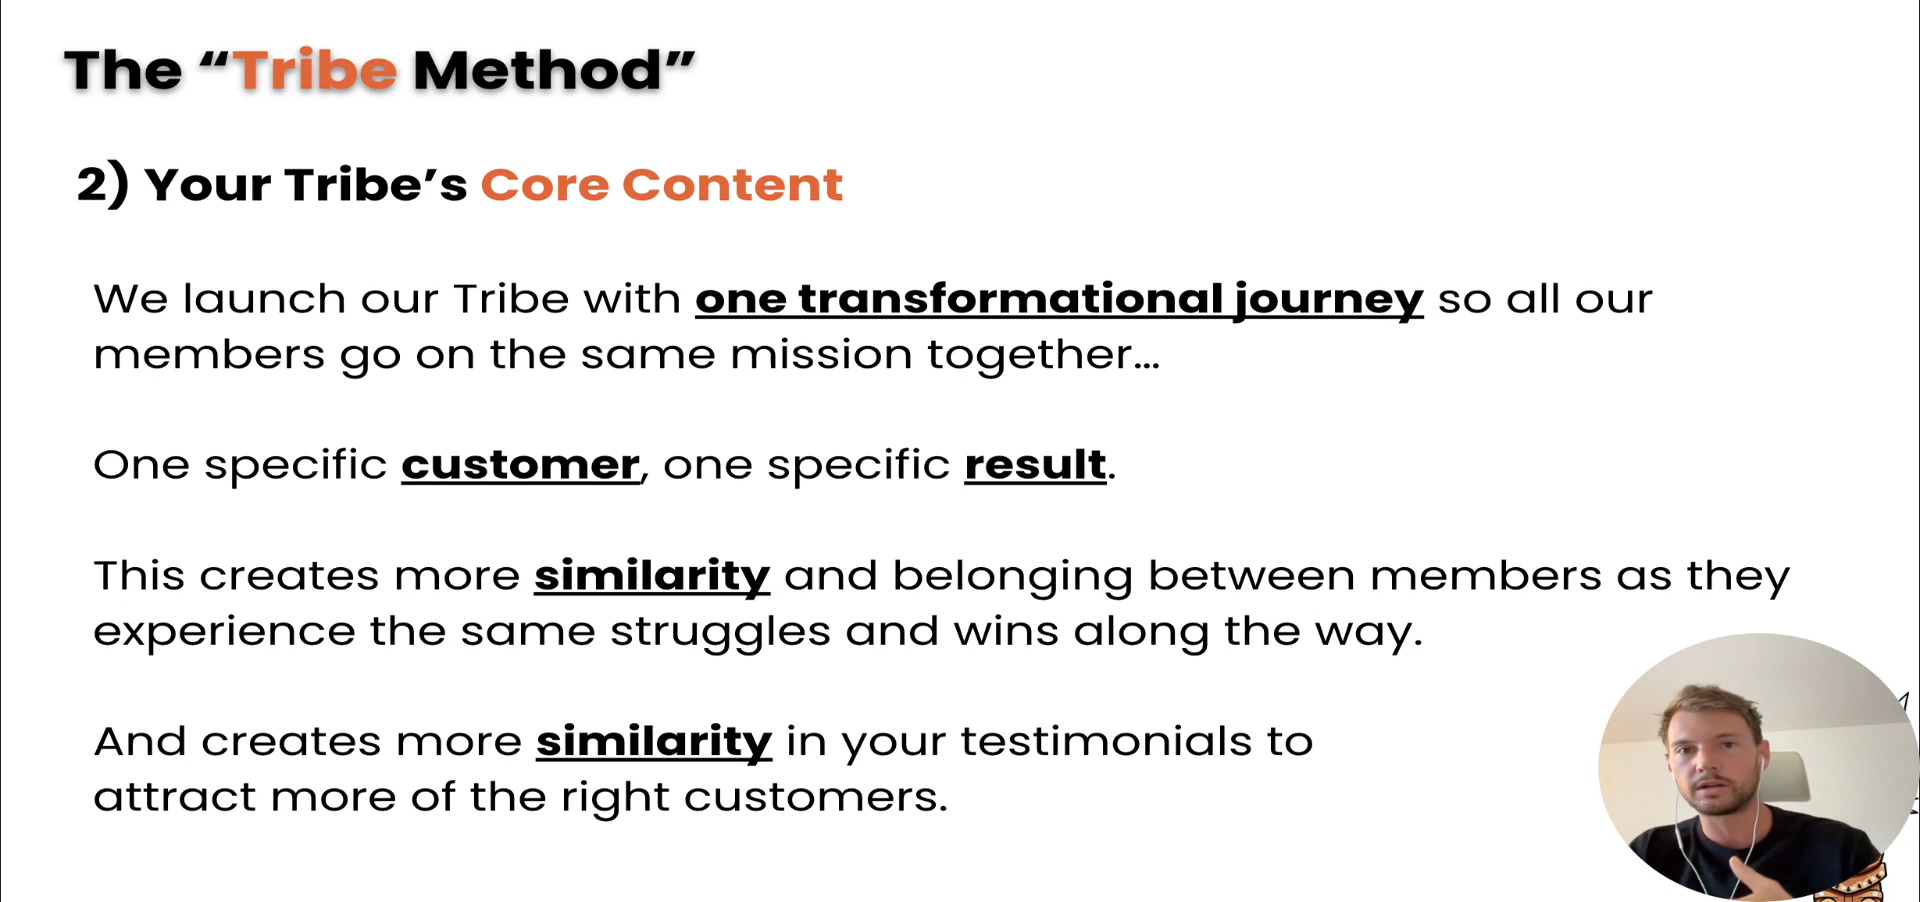 The “Tribe Method”
2) Your Tribe’s Core Content
We launch our Tribe with one transformational journey so all our
members go on the same mission together...
One specific customer, one specific result.
This creates more similarity and belonging between members as they
experience the same struggles and wins along the way.
And creates more similarity in your testimonials to
attract more of the right customers.